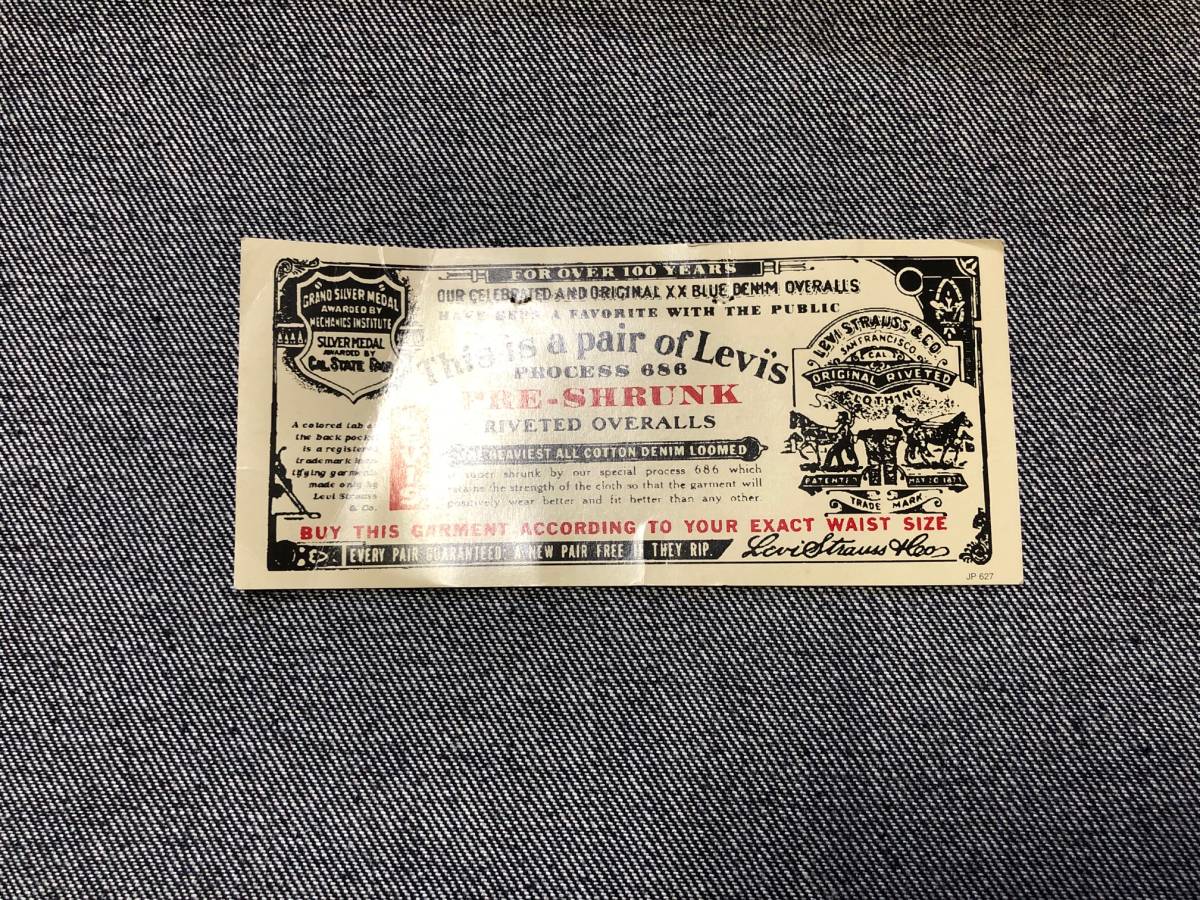 "GRAND SILVER MEDAL"
AWARDED BY
MECHANICS INSTITUTE
SILVER MEDAL
AWARDED BY
CAL. STATE FAIR
A colored tab
the back pocket
is a registered
trademark
made only by
Levi Strauss
& Co.
FOR OVER 100 YEARS
OUR CELEBRATED AND ORIGINAL XX BLUE DENIM OVERALLS
HAVE BEEN A FAVORITE WITH THE PUBLIC
This is a pair of Levi's
PROCESS 686
PRE-SHRUNK
RIVETED OVERALLS
THE HEAVIEST ALL COTTON DENIM LOOMED
super shrunk by our special process 686 which
retains the strength of the cloth so that the garment will
positively wear better and fit better than any other.
LEVI STRAUSS & CO.
SAN FRANCISCO
CAL.
ORIGINAL RIVETED
CLOTHING
PATENTED MAY 20 1873
TRADE MARK
BUY THIS GARMENT ACCORDING TO YOUR EXACT WAIST SIZE
EVERY PAIR GUARANTEED. A NEW PAIR FREE IF THEY RIP.
Levi Strauss & Co
JP 627